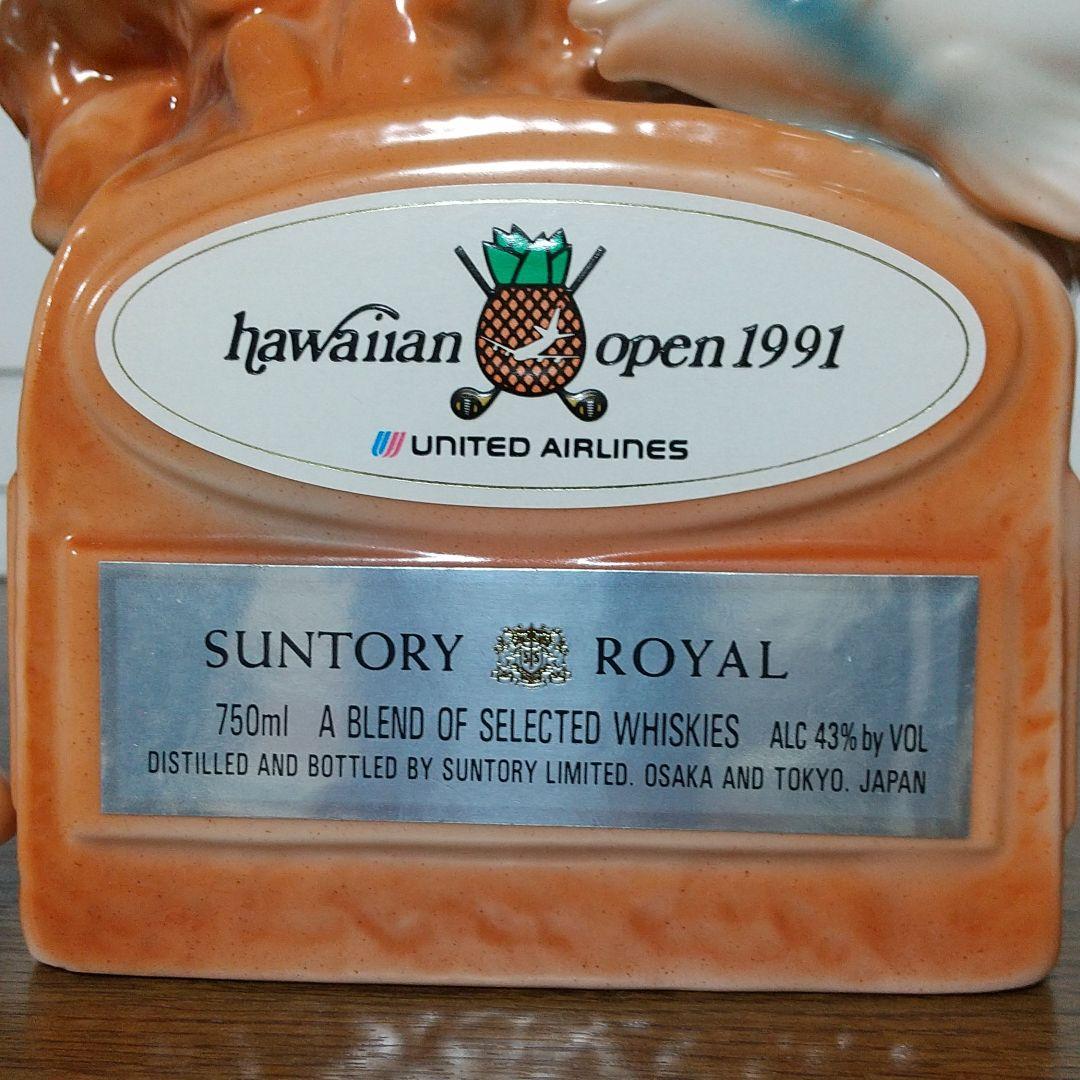 hawaiian open 1991
UNITED AIRLINES
SUNTORY ROYAL
750ml A BLEND OF SELECTED WHISKIES ALC 43% by VOL
DISTILLED AND BOTTLED BY SUNTORY LIMITED. OSAKA AND TOKYO. JAPAN